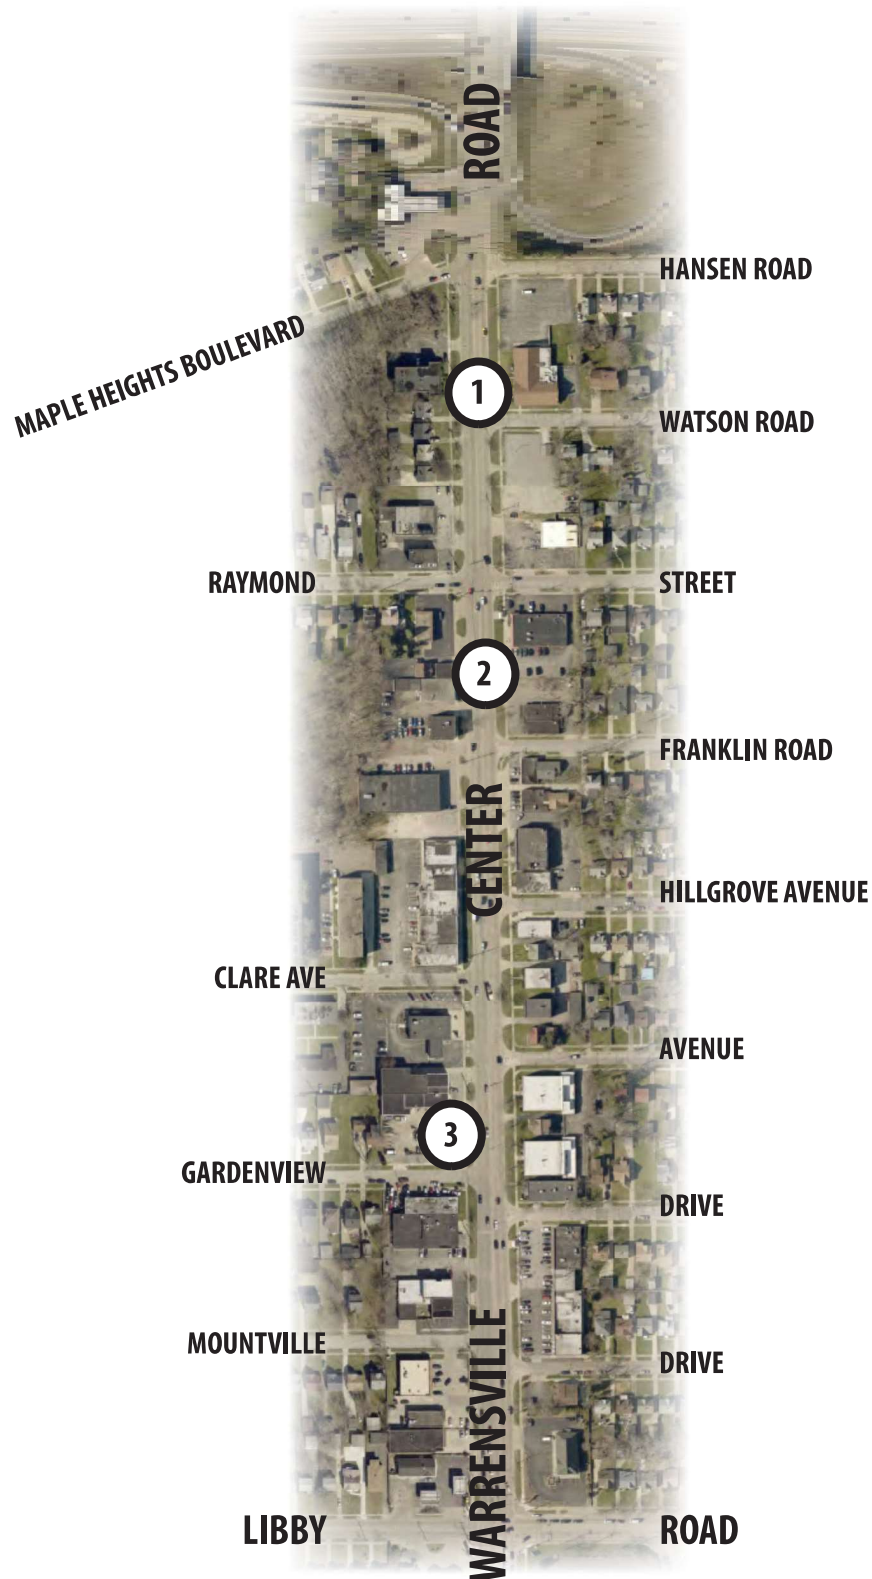 ROAD
HANSEN ROAD
MAPLE HEIGHTS BOULEVARD
1
WATSON ROAD
RAYMOND STREET
2
FRANKLIN ROAD
CENTER
HILLGROVE AVENUE
CLARE AVE
AVENUE
3
GARDENVIEW
DRIVE
MOUNTVILLE
DRIVE
WARRENSVILLE
LIBBY ROAD